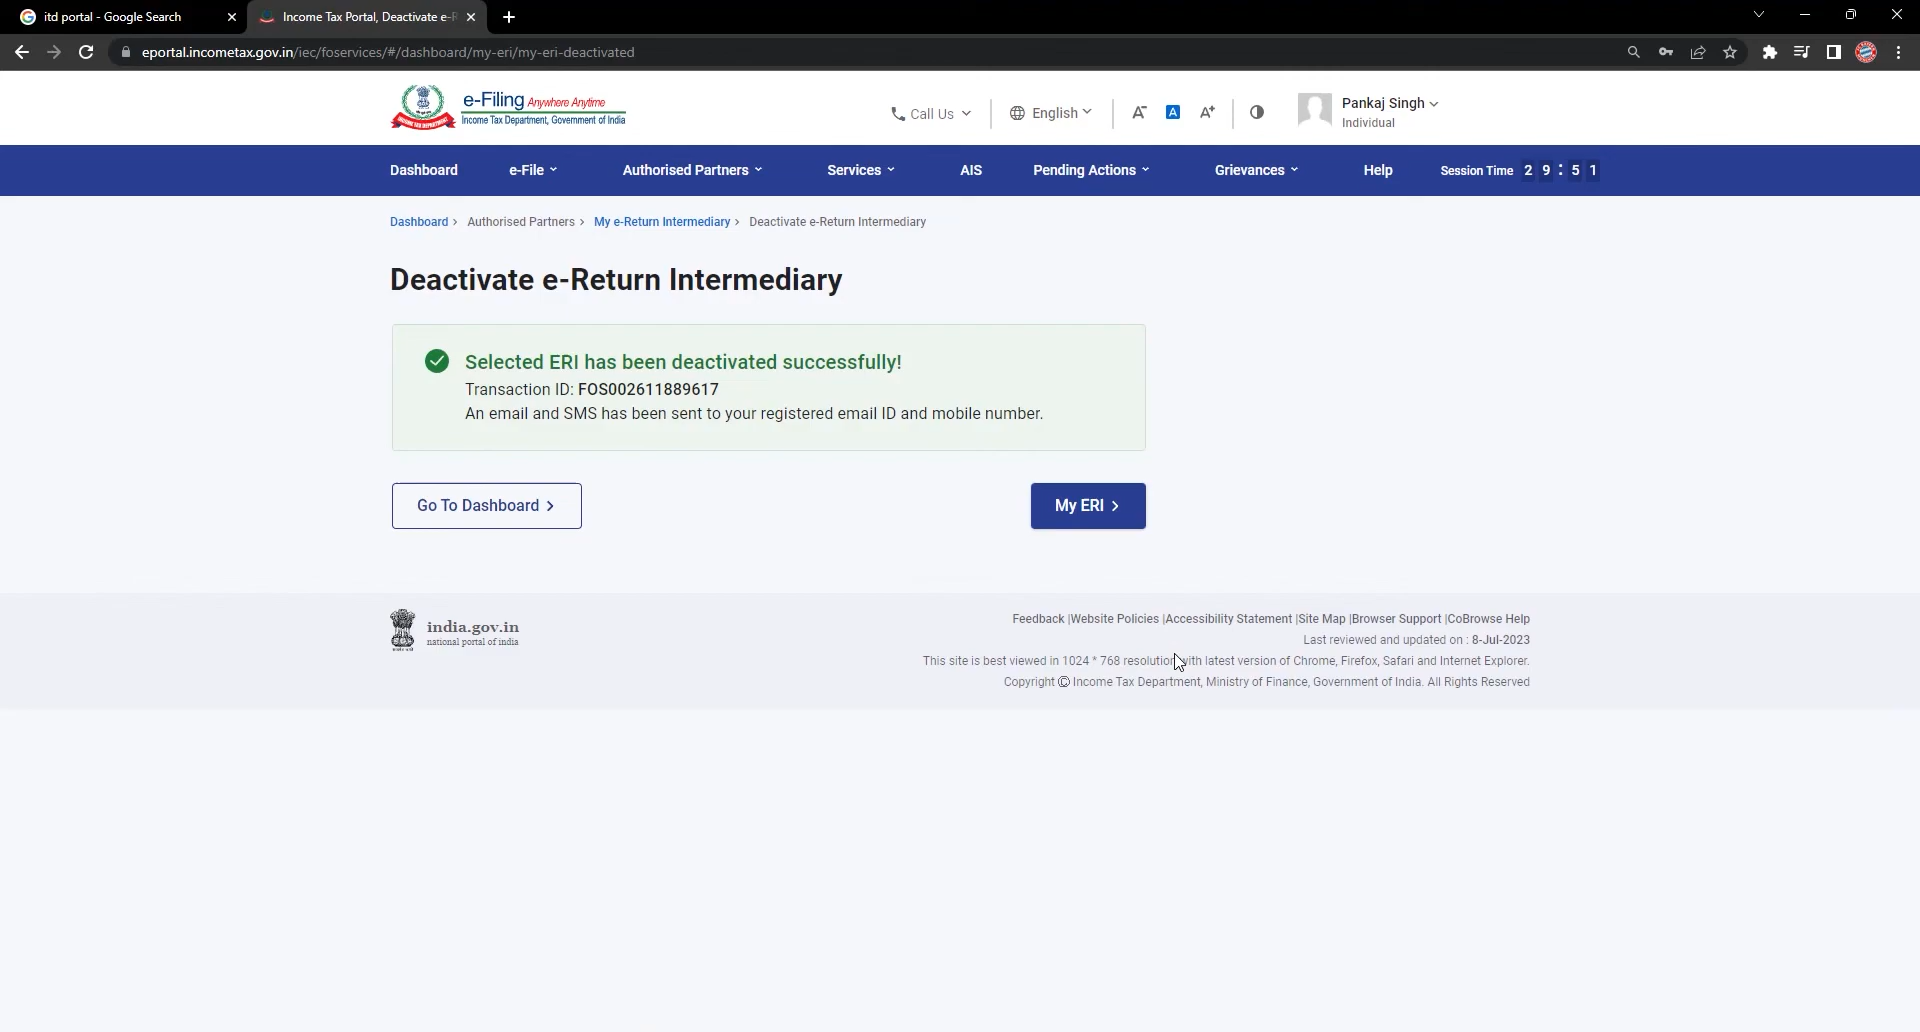 itd portal - Google Search
Income Tax Portal, Deactivate e-R
eportal.incometax.gov.in/iec/foservices/#/dashboard/my-eri/my-eri-deactivated
e-Filing Anywhere Anytime
Income Tax Department, Government of India
Call Us
English
A-
A
A+
Pankaj Singh
Individual
Dashboard
e-File
Authorised Partners
Services
AIS
Pending Actions
Grievances
Help
Session Time 2 9 : 5 1
Dashboard > Authorised Partners > My e-Return Intermediary > Deactivate e-Return Intermediary
Deactivate e-Return Intermediary
Selected ERI has been deactivated successfully!
Transaction ID: FOS002611889617
An email and SMS has been sent to your registered email ID and mobile number.
Go To Dashboard >
My ERI >
india.gov.in
national portal of india
Feedback |Website Policies |Accessibility Statement |Site Map |Browser Support |CoBrowse Help
Last reviewed and updated on : 8-Jul-2023
This site is best viewed in 1024 * 768 resolution with latest version of Chrome, Firefox, Safari and Internet Explorer.
Copyright © Income Tax Department, Ministry of Finance, Government of India. All Rights Reserved